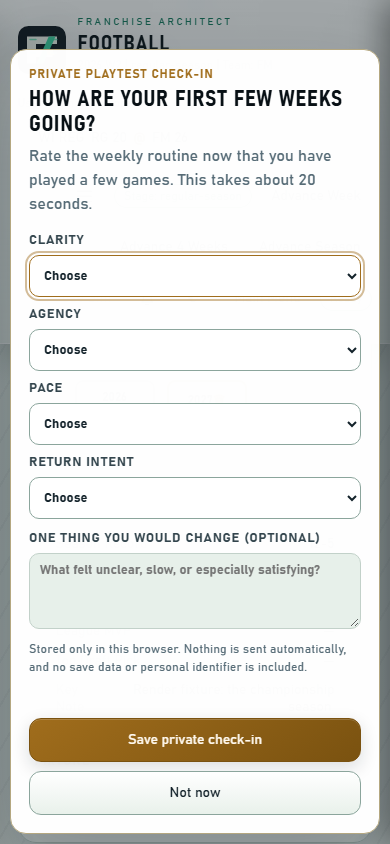 FRANCHISE ARCHITECT
FOOTBALL
PRIVATE PLAYTEST CHECK-IN
HOW ARE YOUR FIRST FEW WEEKS
GOING?
Rate the weekly routine now that you have
played a few games. This takes about 20
seconds.
CLARITY
Choose
AGENCY
Choose
PACE
Choose
RETURN INTENT
Choose
ONE THING YOU WOULD CHANGE (OPTIONAL)
What felt unclear, slow, or especially satisfying?
Stored only in this browser. Nothing is sent automatically,
and no save data or personal identifier is included.
Save private check-in
Not now